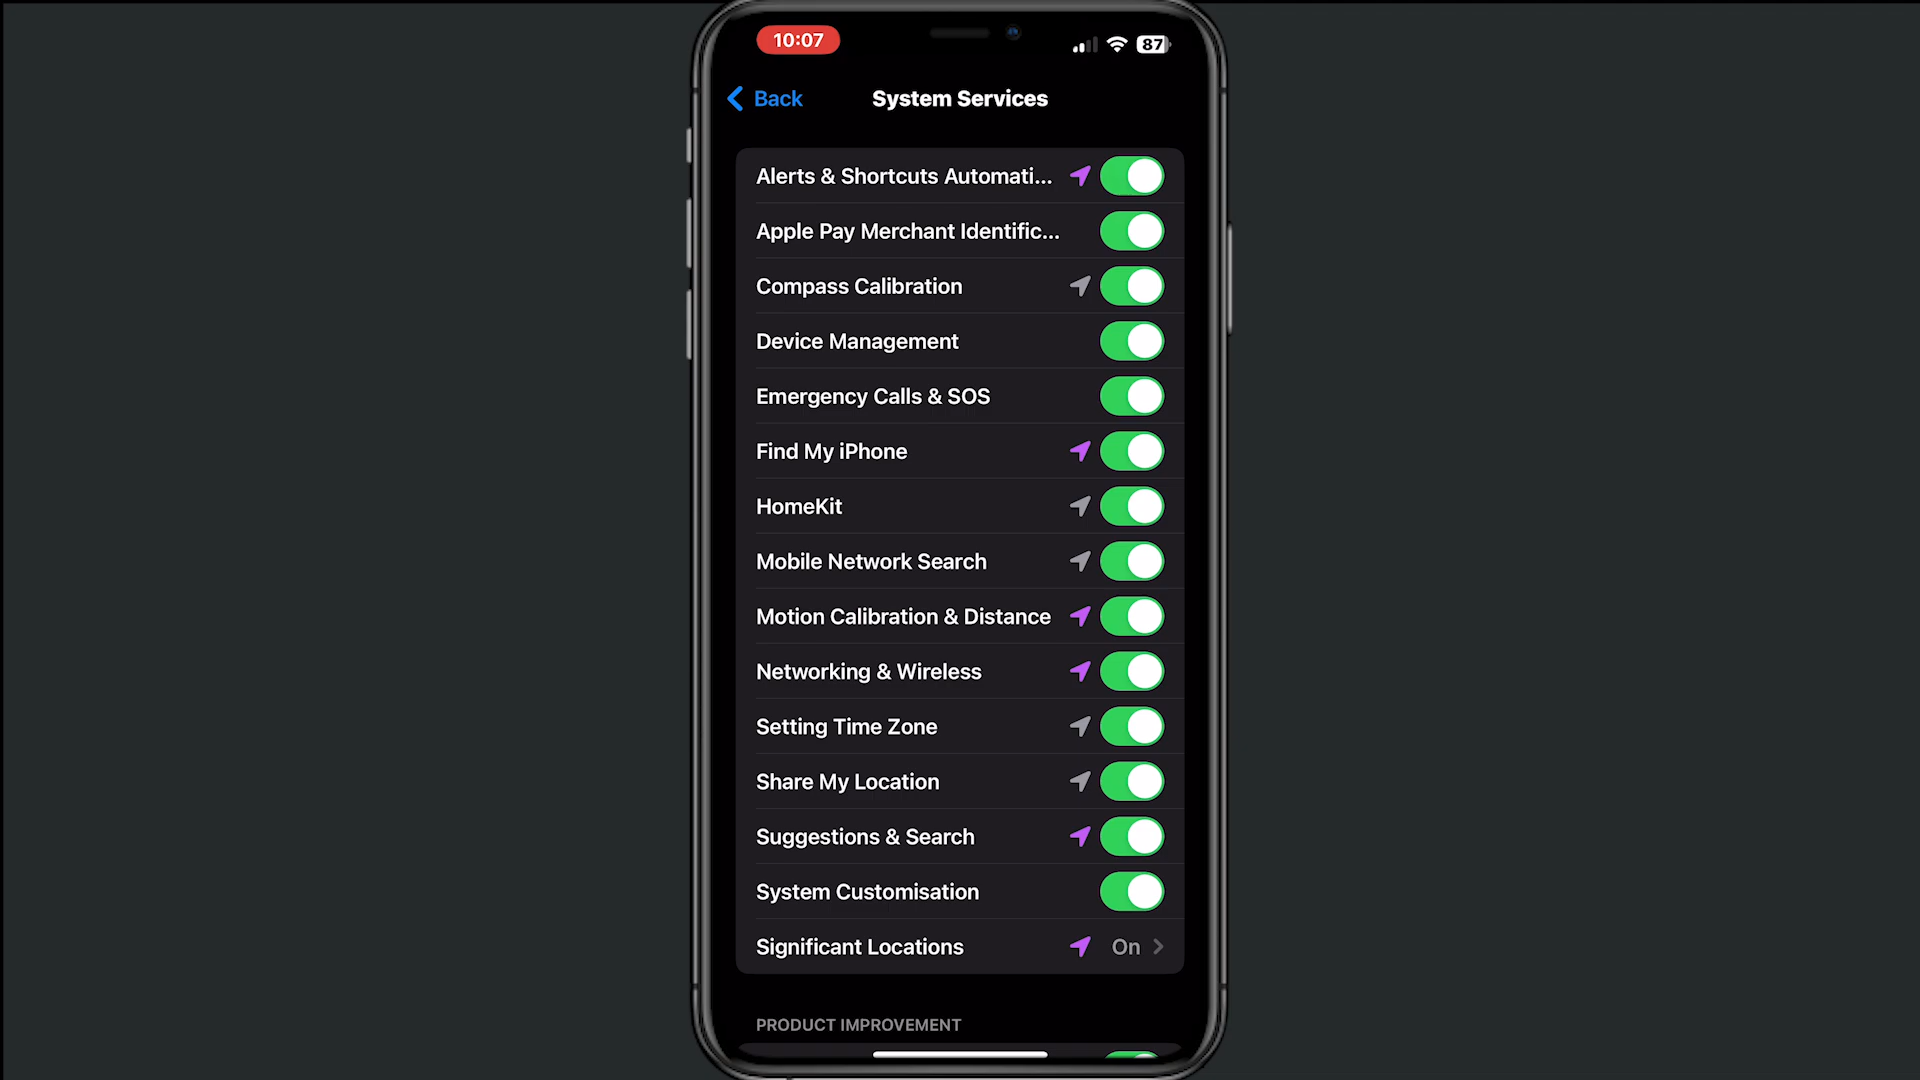 10:07
87
Back
System Services
Alerts & Shortcuts Automati...
Apple Pay Merchant Identific...
Compass Calibration
Device Management
Emergency Calls & SOS
Find My iPhone
HomeKit
Mobile Network Search
Motion Calibration & Distance
Networking & Wireless
Setting Time Zone
Share My Location
Suggestions & Search
System Customisation
Significant Locations On
PRODUCT IMPROVEMENT